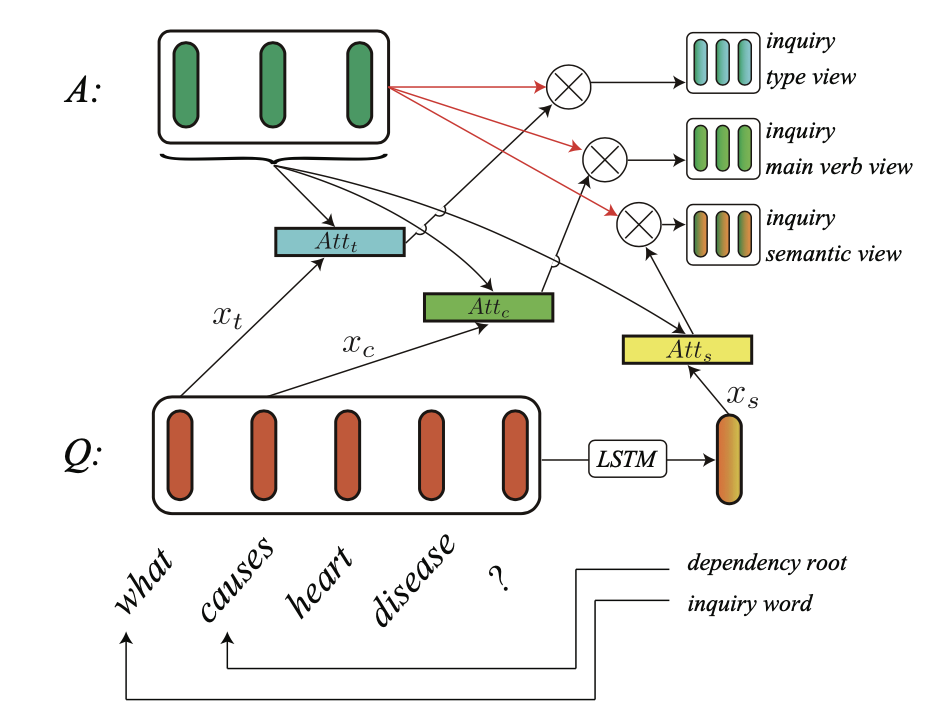 A:
inquiry
type view
inquiry
main verb view
inquiry
semantic view
Att_t
Att_c
Att_s
x_t
x_c
x_s
Q:
LSTM
what causes heart disease ?
dependency root
inquiry word